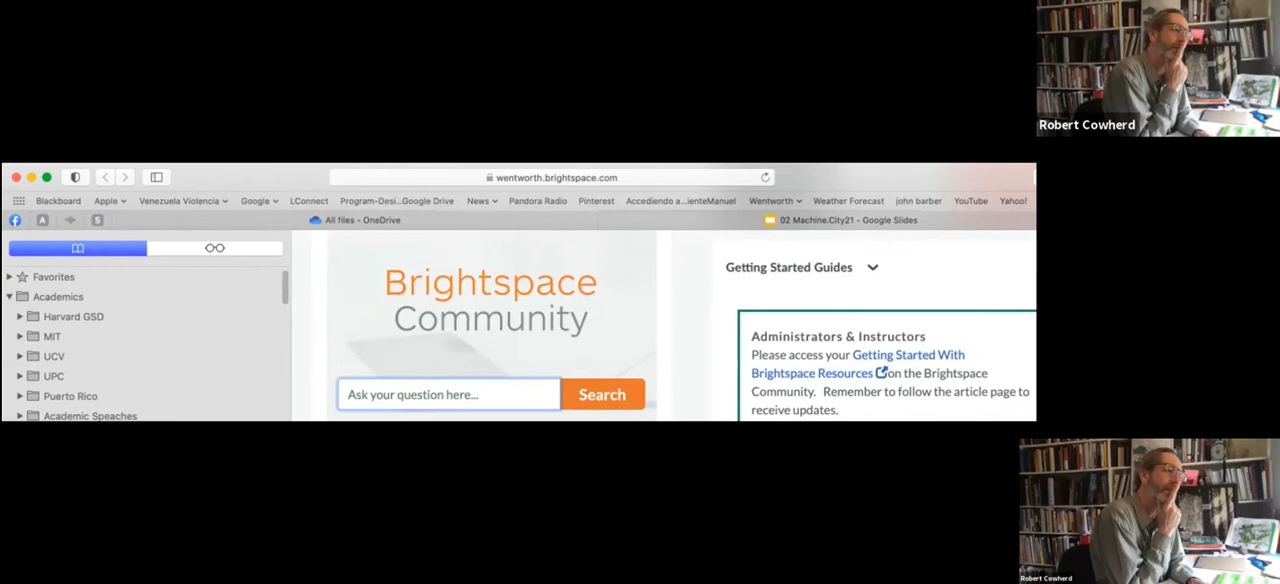 Robert Cowherd
wentworth.brightspace.com
Blackboard Apple Venezuela Violencia Google LConnect Program-Desi...Google Drive News Pandora Radio Pinterest Accediendo a...ienteManuel Wentworth Weather Forecast john barber YouTube Yahoo!
A S All files - OneDrive 02 Machine.City21 - Google Slides
Favorites
Academics
Harvard GSD
MIT
UCV
UPC
Puerto Rico
Academic Speaches
Brightspace
Community
Ask your question here... Search
Getting Started Guides
Administrators & Instructors
Please access your Getting Started With
Brightspace Resources on the Brightspace
Community. Remember to follow the article page to
receive updates.
Robert Cowherd